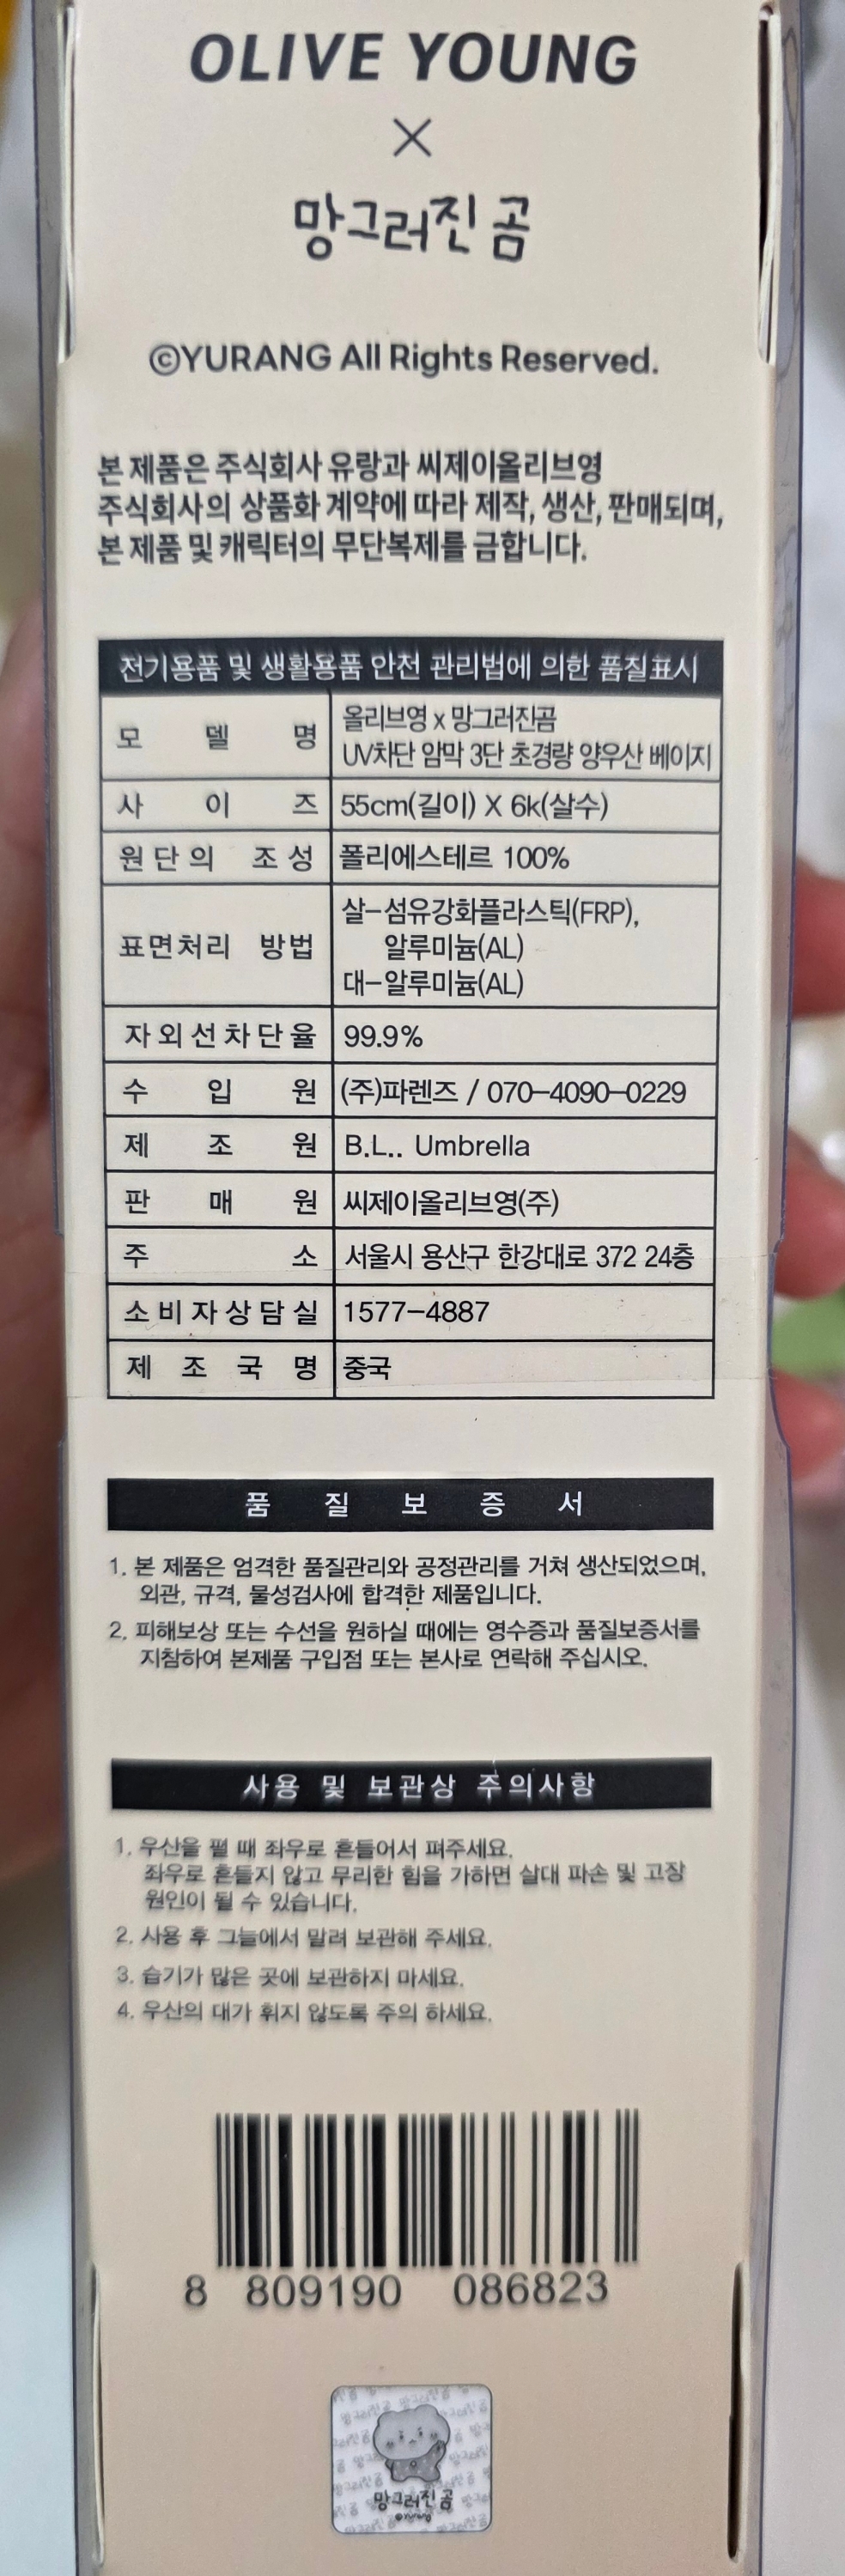 OLIVE YOUNG
×
망그러진 곰
©YURANG All Rights Reserved.
본 제품은 주식회사 유랑과 씨제이올리브영
주식회사의 상품화 계약에 따라 제작, 생산, 판매되며,
본 제품 및 캐릭터의 무단복제를 금합니다.
전기용품 및 생활용품 안전 관리법에 의한 품질표시
모 델 명 올리브영 x 망그러진곰
UV차단 암막 3단 초경량 양우산 베이지
사 이 즈 55cm(길이) X 6k(살수)
원단의 조성 폴리에스테르 100%
표면처리 방법 살-섬유강화플라스틱(FRP),
알루미늄(AL)
대-알루미늄(AL)
자외선차단율 99.9%
수 입 원 (주)파렌즈 / 070-4090-0229
제 조 원 B.L.. Umbrella
판 매 원 씨제이올리브영(주)
주 소 서울시 용산구 한강대로 372 24층
소비자상담실 1577-4887
제 조 국 명 중국
품 질 보 증 서
1. 본 제품은 엄격한 품질관리와 공정관리를 거쳐 생산되었으며,
외관, 규격, 물성검사에 합격한 제품입니다.
2. 피해보상 또는 수선을 원하실 때에는 영수증과 품질보증서를
지참하여 본제품 구입점 또는 본사로 연락해 주십시오.
사용 및 보관상 주의사항
1. 우산을 펼 때 좌우로 흔들어서 펴주세요.
좌우로 흔들지 않고 무리한 힘을 가하면 살대 파손 및 고장
원인이 될 수 있습니다.
2. 사용 후 그늘에서 말려 보관해 주세요.
3. 습기가 많은 곳에 보관하지 마세요.
4. 우산의 대가 휘지 않도록 주의 하세요.
8 809190 086823
망그러진 곰
©Yurang